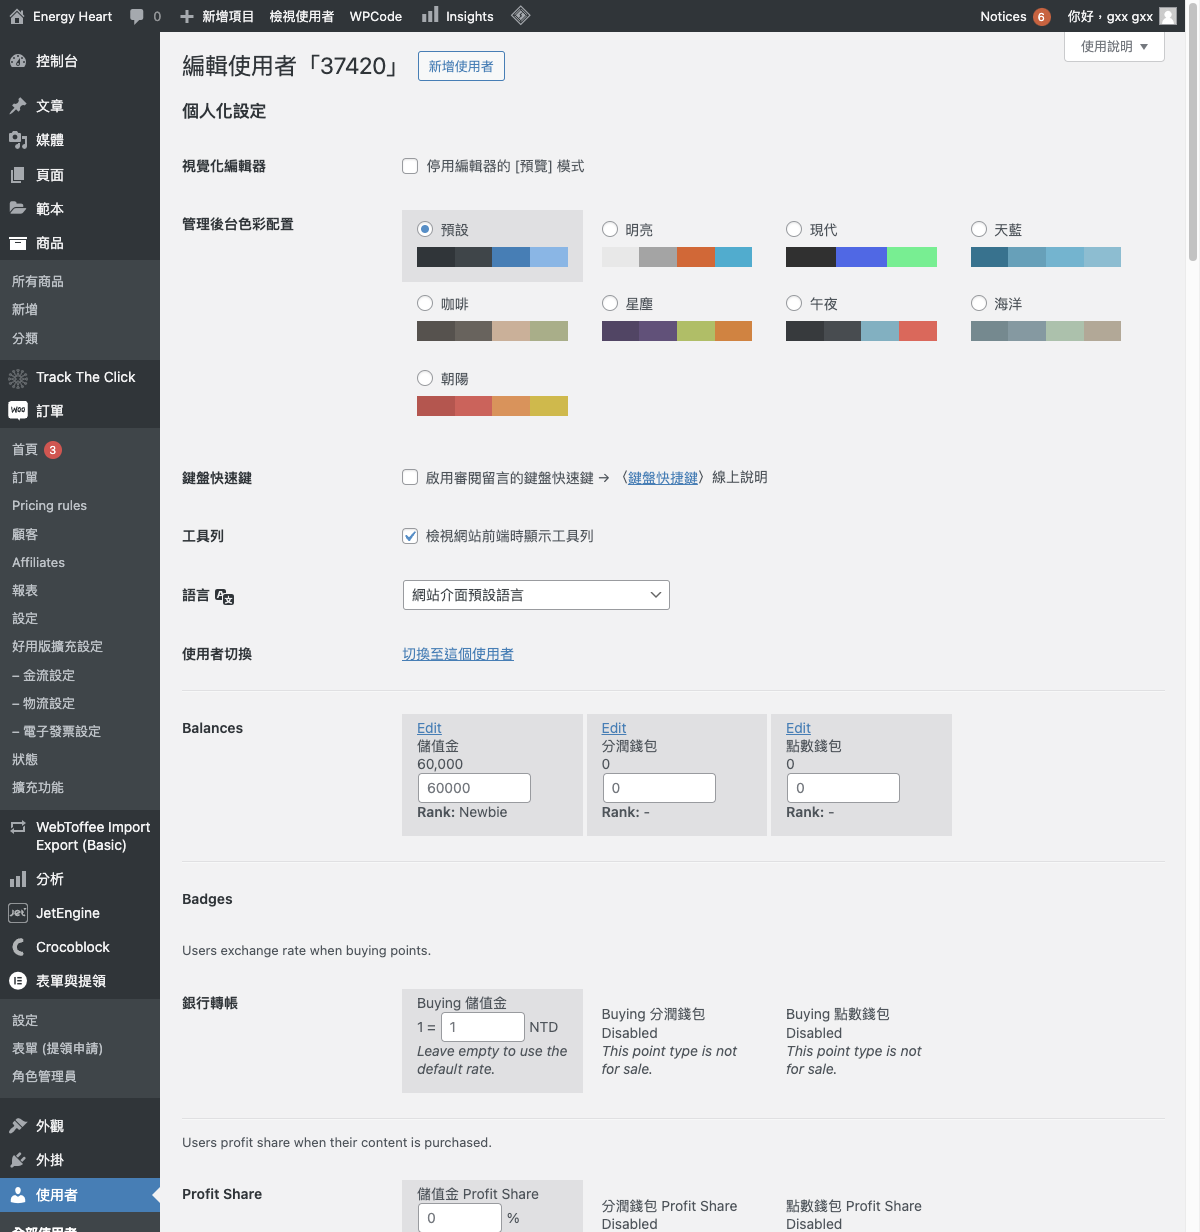 Energy Heart
0
新增項目
檢視使用者
WPCode
Insights
Notices 6
你好，gxx gxx
使用說明
控制台
文章
媒體
頁面
範本
商品
所有商品
新增
分類
Track The Click
訂單
首頁 3
訂單
Pricing rules
顧客
Affiliates
報表
設定
好用版擴充設定
– 金流設定
– 物流設定
– 電子發票設定
狀態
擴充功能
WebToffee Import
Export (Basic)
分析
JetEngine
Crocoblock
表單與提領
設定
表單 (提領申請)
角色管理員
外觀
外掛
使用者
全部使用者
編輯使用者「37420」
新增使用者
個人化設定
視覺化編輯器
停用編輯器的 [預覽] 模式
管理後台色彩配置
預設
明亮
現代
天藍
咖啡
星塵
午夜
海洋
朝陽
鍵盤快速鍵
啟用審閱留言的鍵盤快速鍵 → 〈鍵盤快捷鍵〉線上說明
工具列
檢視網站前端時顯示工具列
語言
網站介面預設語言
使用者切換
切換至這個使用者
Balances
Edit
儲值金
60,000
60000
Rank: Newbie
Edit
分潤錢包
0
0
Rank: -
Edit
點數錢包
0
0
Rank: -
Badges
Users exchange rate when buying points.
銀行轉帳
Buying 儲值金
1 = 1 NTD
Leave empty to use the
default rate.
Buying 分潤錢包
Disabled
This point type is not
for sale.
Buying 點數錢包
Disabled
This point type is not
for sale.
Users profit share when their content is purchased.
Profit Share
儲值金 Profit Share
0 %
分潤錢包 Profit Share
Disabled
點數錢包 Profit Share
Disabled